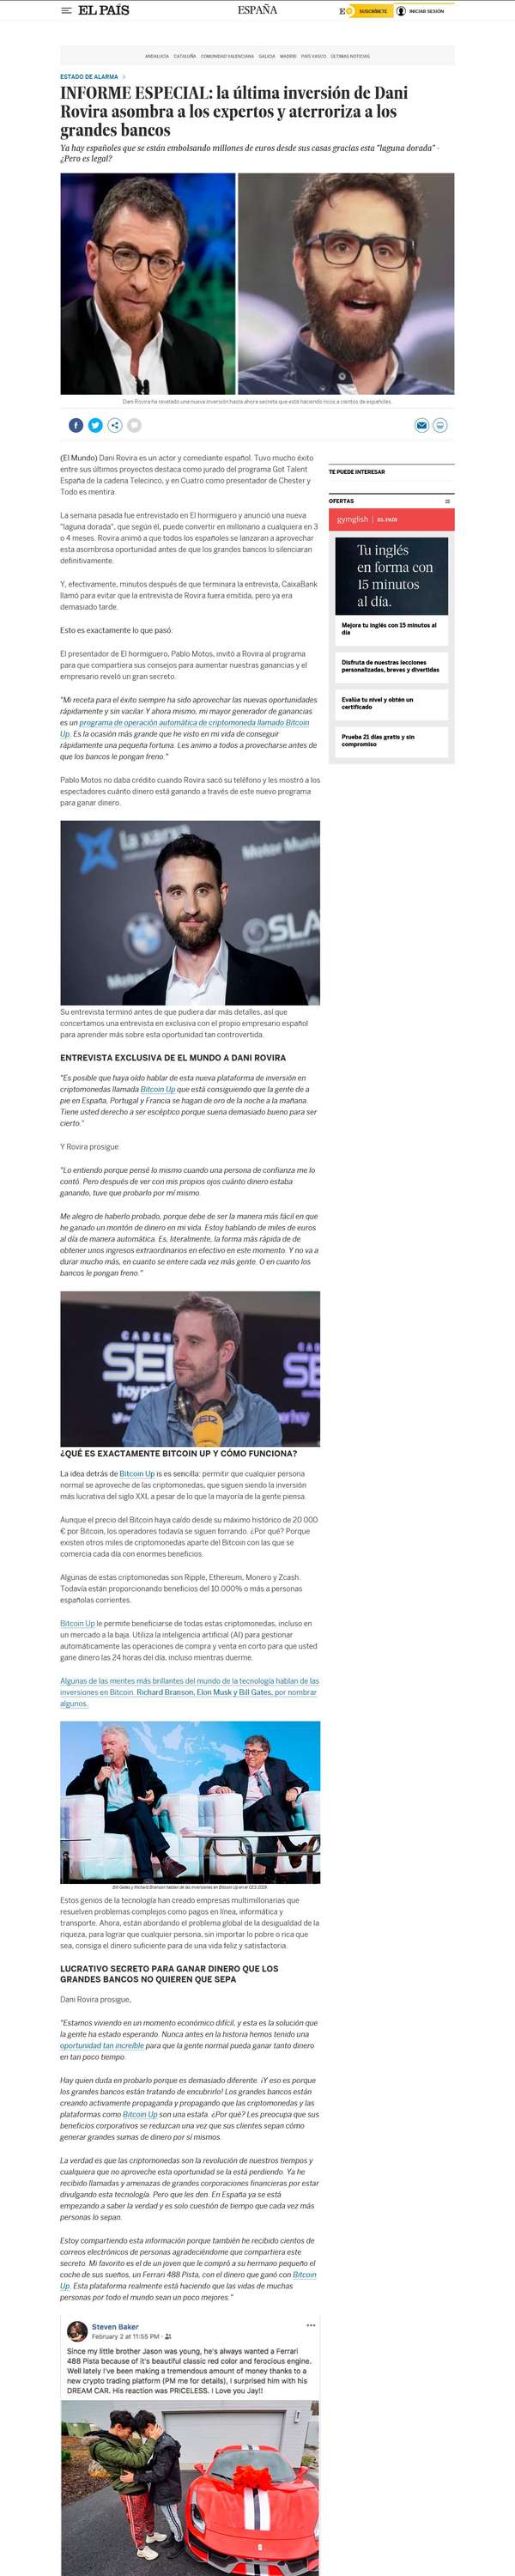 EL PAÍS
ESPAÑA
SUSCRÍBETE
INICIAR SESIÓN
ANDALUCÍA CATALUÑA COMUNIDAD VALENCIANA GALICIA MADRID PAÍS VASCO ÚLTIMAS NOTICIAS
ESTADO DE ALARMA >
INFORME ESPECIAL: la última inversión de Dani
Rovira asombra a los expertos y aterroriza a los
grandes bancos
Ya hay españoles que se están embolsando millones de euros desde sus casas gracias esta "laguna dorada" -
¿Pero es legal?
Dani Rovira ha revelado una nueva inversión hasta ahora secreta que está haciendo ricos a cientos de españoles
(El Mundo) Dani Rovira es un actor y comediante español. Tuvo mucho éxito
entre sus últimos proyectos destaca como jurado del programa Got Talent
España de la cadena Telecinco, y en Cuatro como presentador de Chester y
Todo es mentira.
La semana pasada fue entrevistado en El hormiguero y anunció una nueva
"laguna dorada", que según él, puede convertir en millonario a cualquiera en 3
o 4 meses. Rovira animó a que todos los españoles se lanzaran a aprovechar
esta asombrosa oportunidad antes de que los grandes bancos lo silenciaran
definitivamente.
Y, efectivamente, minutos después de que terminara la entrevista, CaixaBank
llamó para evitar que la entrevista de Rovira fuera emitida, pero ya era
demasiado tarde.
Esto es exactamente lo que pasó:
El presentador de El hormiguero, Pablo Motos, invitó a Rovira al programa
para que compartiera sus consejos para aumentar nuestras ganancias y el
empresario reveló un gran secreto.
"Mi receta para el éxito siempre ha sido aprovechar las nuevas oportunidades
rápidamente y sin vacilar. Y ahora mismo, mi mayor generador de ganancias
es un programa de operación automática de criptomoneda llamado Bitcoin
Up. Es la ocasión más grande que he visto en mi vida de conseguir
rápidamente una pequeña fortuna. Les animo a todos a provecharse antes de
que los bancos le pongan freno."
Pablo Motos no daba crédito cuando Rovira sacó su teléfono y les mostró a los
espectadores cuánto dinero está ganando a través de este nuevo programa
para ganar dinero.
TE PUEDE INTERESAR
OFERTAS
gymglish | EL PAÍS
Tu inglés
en forma con
15 minutos
al día.
Mejora tu inglés con 15 minutos al
día
Disfruta de nuestras lecciones
personalizadas, breves y divertidas
Evalúa tu nivel y obtén un
certificado
Prueba 21 días gratis y sin
compromiso
la xar
Motor Mund
OSLA
Motor
Su entrevista terminó antes de que pudiera dar más detalles, así que
concertamos una entrevista en exclusiva con el propio empresario español
para aprender más sobre esta oportunidad tan controvertida.
ENTREVISTA EXCLUSIVA DE EL MUNDO A DANI ROVIRA
"Es posible que haya oído hablar de esta nueva plataforma de inversión en
criptomonedas llamada Bitcoin Up que está consiguiendo que la gente de a
pie en España, Portugal y Francia se hagan de oro de la noche a la mañana.
Tiene usted derecho a ser escéptico porque suena demasiado bueno para ser
cierto."
Y Rovira prosigue:
"Lo entiendo porque pensé lo mismo cuando una persona de confianza me lo
contó. Pero después de ver con mis propios ojos cuánto dinero estaba
ganando, tuve que probarlo por mí mismo.
Me alegro de haberlo probado, porque debe de ser la manera más fácil en que
he ganado un montón de dinero en mi vida. Estoy hablando de miles de euros
al día de manera automática. Es, literalmente, la forma más rápida de de
obtener unos ingresos extraordinarios en efectivo en este momento. Y no va a
durar mucho más, en cuanto se entere cada vez más gente. O en cuanto los
bancos le pongan freno."
CADEN
SE
SER
¿QUÉ ES EXACTAMENTE BITCOIN UP Y CÓMO FUNCIONA?
La idea detrás de Bitcoin Up is es sencilla: permitir que cualquier persona
normal se aproveche de las criptomonedas, que siguen siendo la inversión
más lucrativa del siglo XXI, a pesar de lo que la mayoría de la gente piensa.
Aunque el precio del Bitcoin haya caído desde su máximo histórico de 20 000
€ por Bitcoin, los operadores todavía se siguen forrando. ¿Por qué? Porque
existen otros miles de criptomonedas aparte del Bitcoin con las que se
comercia cada día con enormes beneficios.
Algunas de estas criptomonedas son Ripple, Ethereum, Monero y Zcash.
Todavía están proporcionando beneficios del 10.000% o más a personas
españolas corrientes.
Bitcoin Up le permite beneficiarse de todas estas criptomonedas, incluso en
un mercado a la baja. Utiliza la inteligencia artificial (AI) para gestionar
automáticamente las operaciones de compra y venta en corto para que usted
gane dinero las 24 horas del día, incluso mientras duerme.
Algunas de las mentes más brillantes del mundo de la tecnología hablan de las
inversiones en Bitcoin. Richard Branson, Elon Musk y Bill Gates, por nombrar
algunos.
Bill Gates y Richard Branson hablan de las inversiones en Bitcoin Up en el CES 2019.
Estos genios de la tecnología han creado empresas multimillonarias que
resuelven problemas complejos como pagos en línea, informática y
transporte. Ahora, están abordando el problema global de la desigualdad de la
riqueza, para lograr que cualquier persona, sin importar lo pobre o rica que
sea, consiga el dinero suficiente para de una vida feliz y satisfactoria.
LUCRATIVO SECRETO PARA GANAR DINERO QUE LOS
GRANDES BANCOS NO QUIEREN QUE SEPA
Dani Rovira prosigue,
"Estamos viviendo en un momento económico difícil, y esta es la solución que
la gente ha estado esperando. Nunca antes en la historia hemos tenido una
oportunidad tan increíble para que la gente normal pueda ganar tanto dinero
en tan poco tiempo.
Hay quien duda en probarlo porque es demasiado diferente. ¡Y eso es porque
los grandes bancos están tratando de encubrirlo! Los grandes bancos están
creando activamente propaganda y propagando que las criptomonedas y las
plataformas como Bitcoin Up son una estafa. ¿Por qué? Les preocupa que sus
beneficios corporativos se reduzcan una vez que sus clientes sepan cómo
generar grandes sumas de dinero por sí mismos.
La verdad es que las criptomonedas son la revolución de nuestros tiempos y
cualquiera que no aproveche esta oportunidad se la está perdiendo. Ya he
recibido llamadas y amenazas de grandes corporaciones financieras por estar
divulgando esta tecnología. Pero que les den. En España ya se está
empezando a saber la verdad y es solo cuestión de tiempo que cada vez más
personas lo sepan.
Estoy compartiendo esta información porque también he recibido cientos de
correos electrónicos de personas agradeciéndome que compartiera este
secreto. Mi favorito es el de un joven que le compró a su hermano pequeño el
coche de sus sueños, un Ferrari 488 Pista, con el dinero que ganó con Bitcoin
Up. Esta plataforma realmente está haciendo que las vidas de muchas
personas por todo el mundo sean un poco mejores."
Steven Baker
February 2 at 11:55 PM
Since my little brother Jason was young, he's always wanted a Ferrari
488 Pista because of it's beautiful classic red color and ferocious engine.
Well lately I've been making a tremendous amount of money thanks to a
new crypto trading platform (PM me for details), I surprised him with his
DREAM CAR. His reaction was PRICELESS. I Love you Jay!!